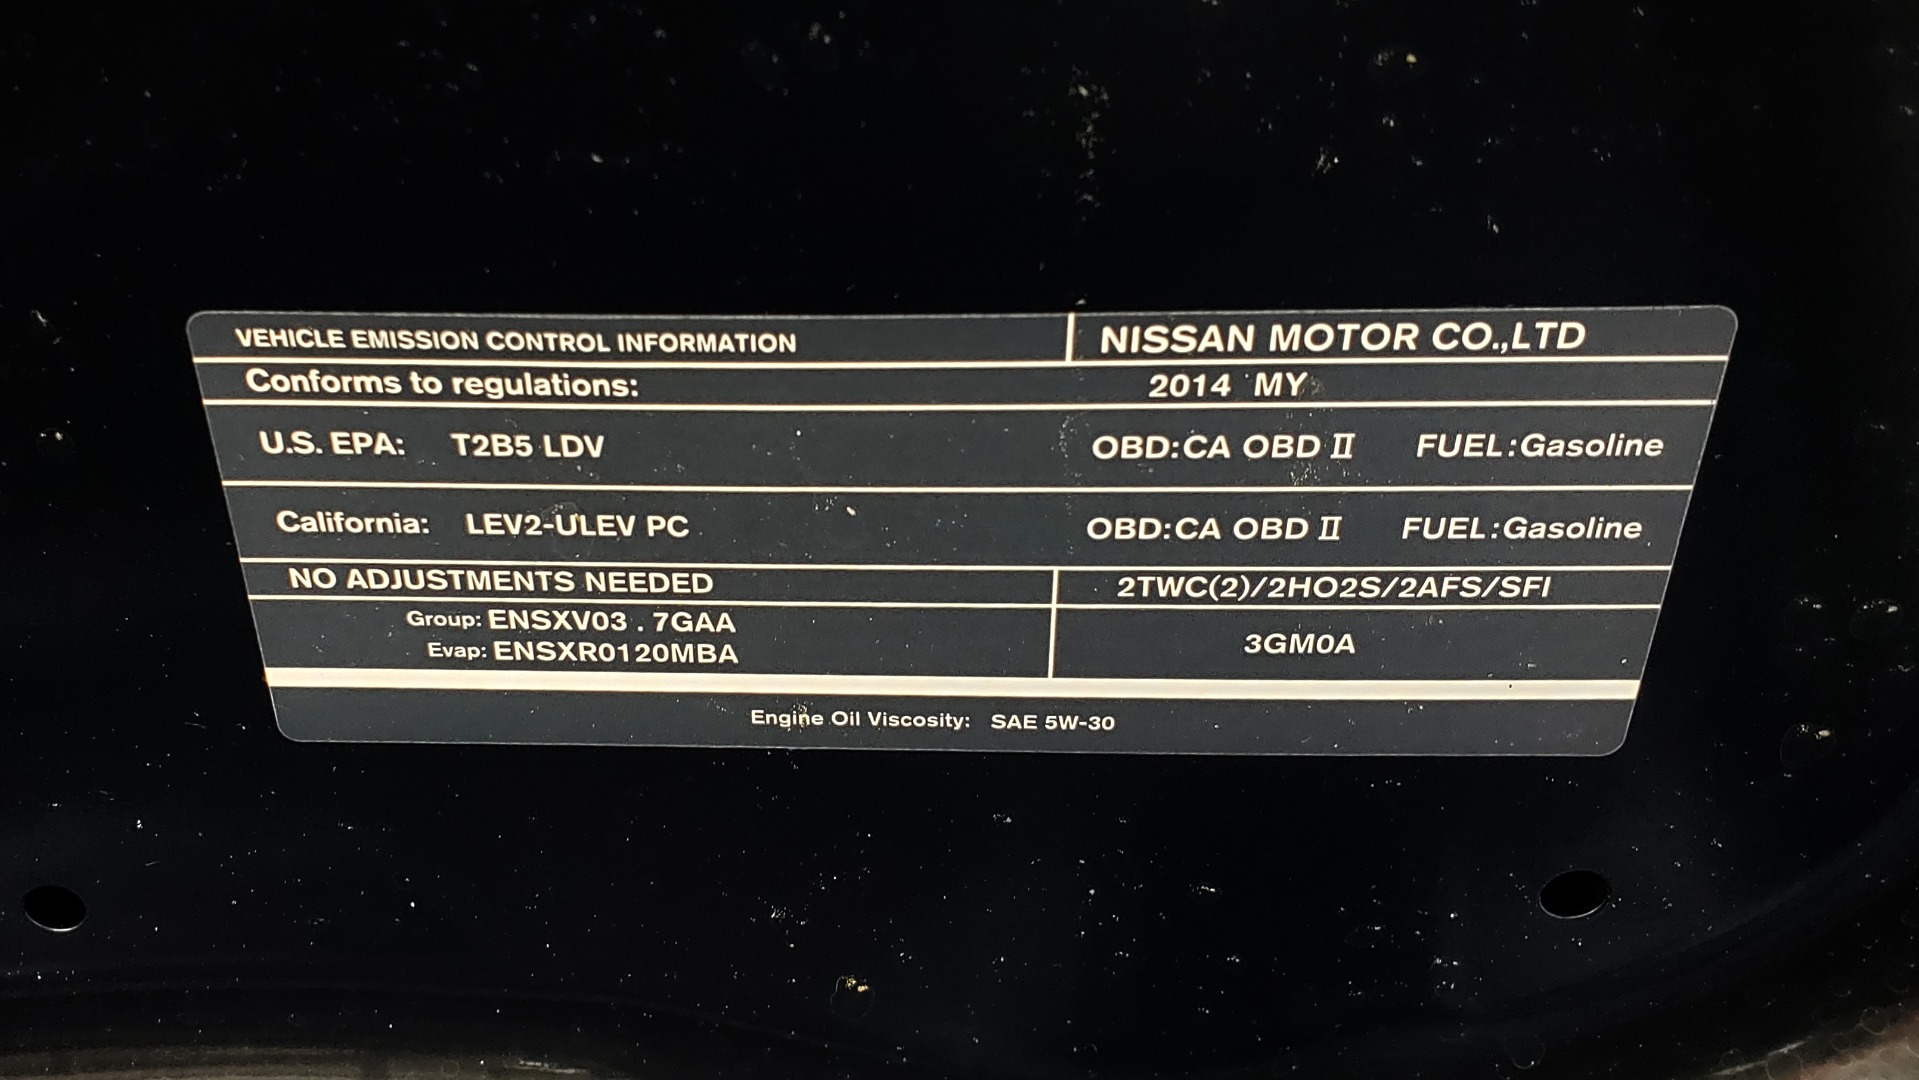 VEHICLE EMISSION CONTROL INFORMATION NISSAN MOTOR CO.,LTD
Conforms to regulations: 2014 MY
U.S. EPA: T2B5 LDV OBD:CA OBD II FUEL:Gasoline
California: LEV2-ULEV PC OBD:CA OBD II FUEL:Gasoline
NO ADJUSTMENTS NEEDED 2TWC(2)/2HO2S/2AFS/SFI
Group: ENSXV03 . 7GAA
Evap: ENSXR0120MBA
3GM0A
Engine Oil Viscosity: SAE 5W-30